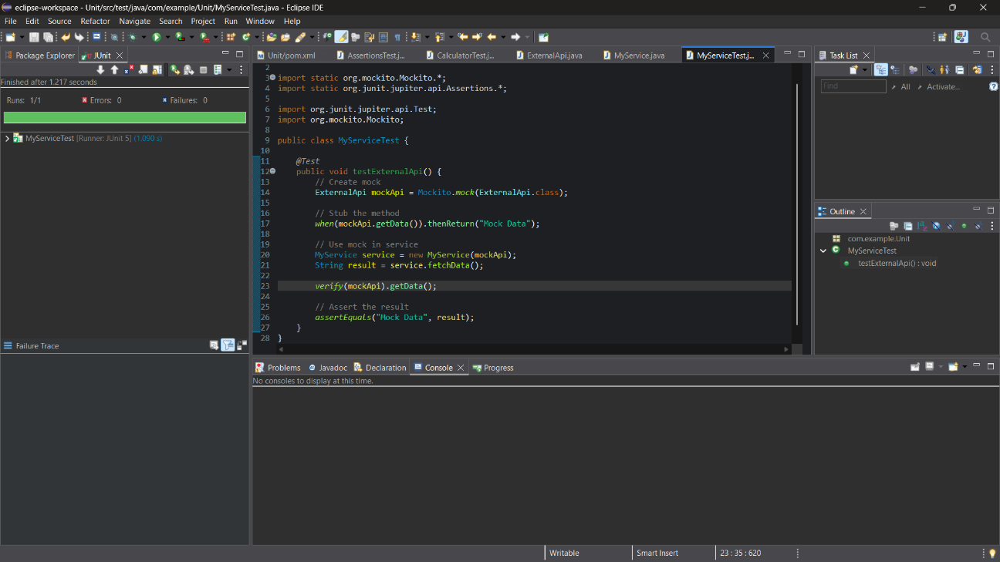 eclipse-workspace - Unit/src/test/java/com/example/Unit/MyServiceTest.java - Eclipse IDE
File Edit Source Refactor Navigate Search Project Run Window Help
Package Explorer JUnit
Finished after 1.217 seconds
Runs: 1/1 Errors: 0 Failures: 0
MyServiceTest [Runner: JUnit 5] (1.090 s)
Failure Trace
Unit/pom.xml AssertionsTest.j... CalculatorTest.j... ExternalApi.java MyService.java MyServiceTest.j...
2
3 import static org.mockito.Mockito.*;
4 import static org.junit.jupiter.api.Assertions.*;
5
6 import org.junit.jupiter.api.Test;
7 import org.mockito.Mockito;
8
9 public class MyServiceTest {
10
11 @Test
12 public void testExternalApi() {
13 // Create mock
14 ExternalApi mockApi = Mockito.mock(ExternalApi.class);
15
16 // Stub the method
17 when(mockApi.getData()).thenReturn("Mock Data");
18
19 // Use mock in service
20 MyService service = new MyService(mockApi);
21 String result = service.fetchData();
22
23 verify(mockApi).getData();
24
25 // Assert the result
26 assertEquals("Mock Data", result);
27 }
28 }
Task List
Find All Activate...
Outline
com.example.Unit
MyServiceTest
testExternalApi() : void
Problems Javadoc Declaration Console Progress
No consoles to display at this time.
Writable Smart Insert 23 : 35 : 620